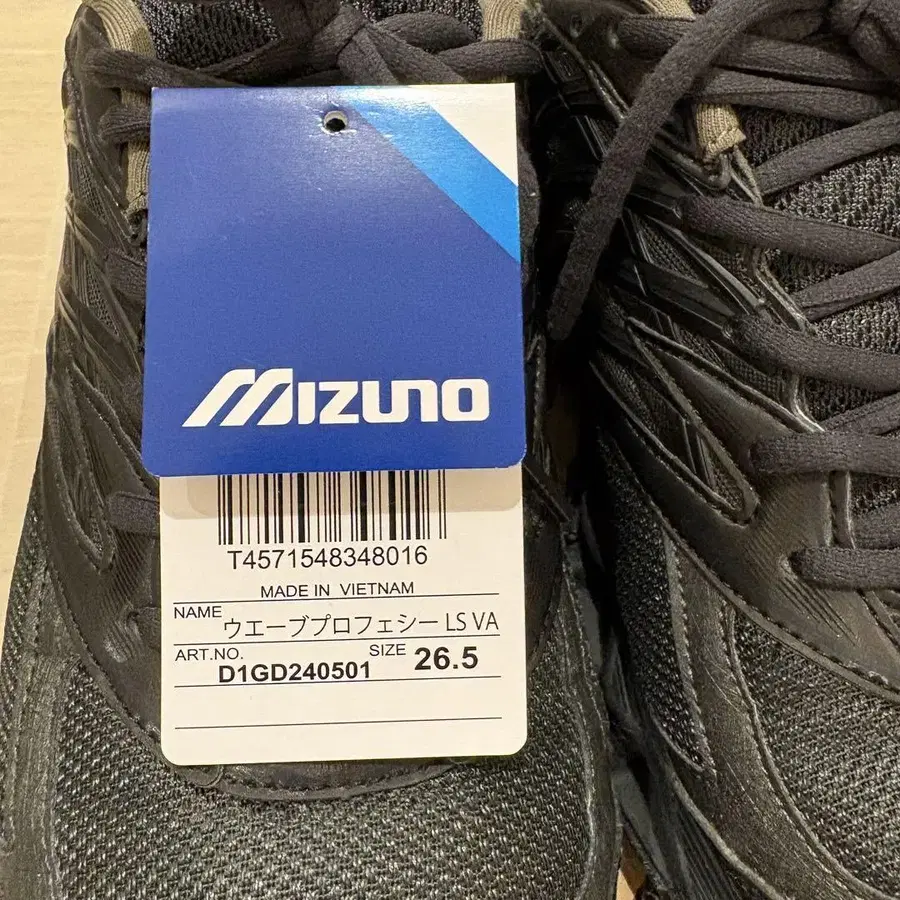 MIZUNO
T4571548348016
MADE IN VIETNAM
NAME ウエーブプロフェシー LS VA
ART.NO. D1GD240501 SIZE 26.5